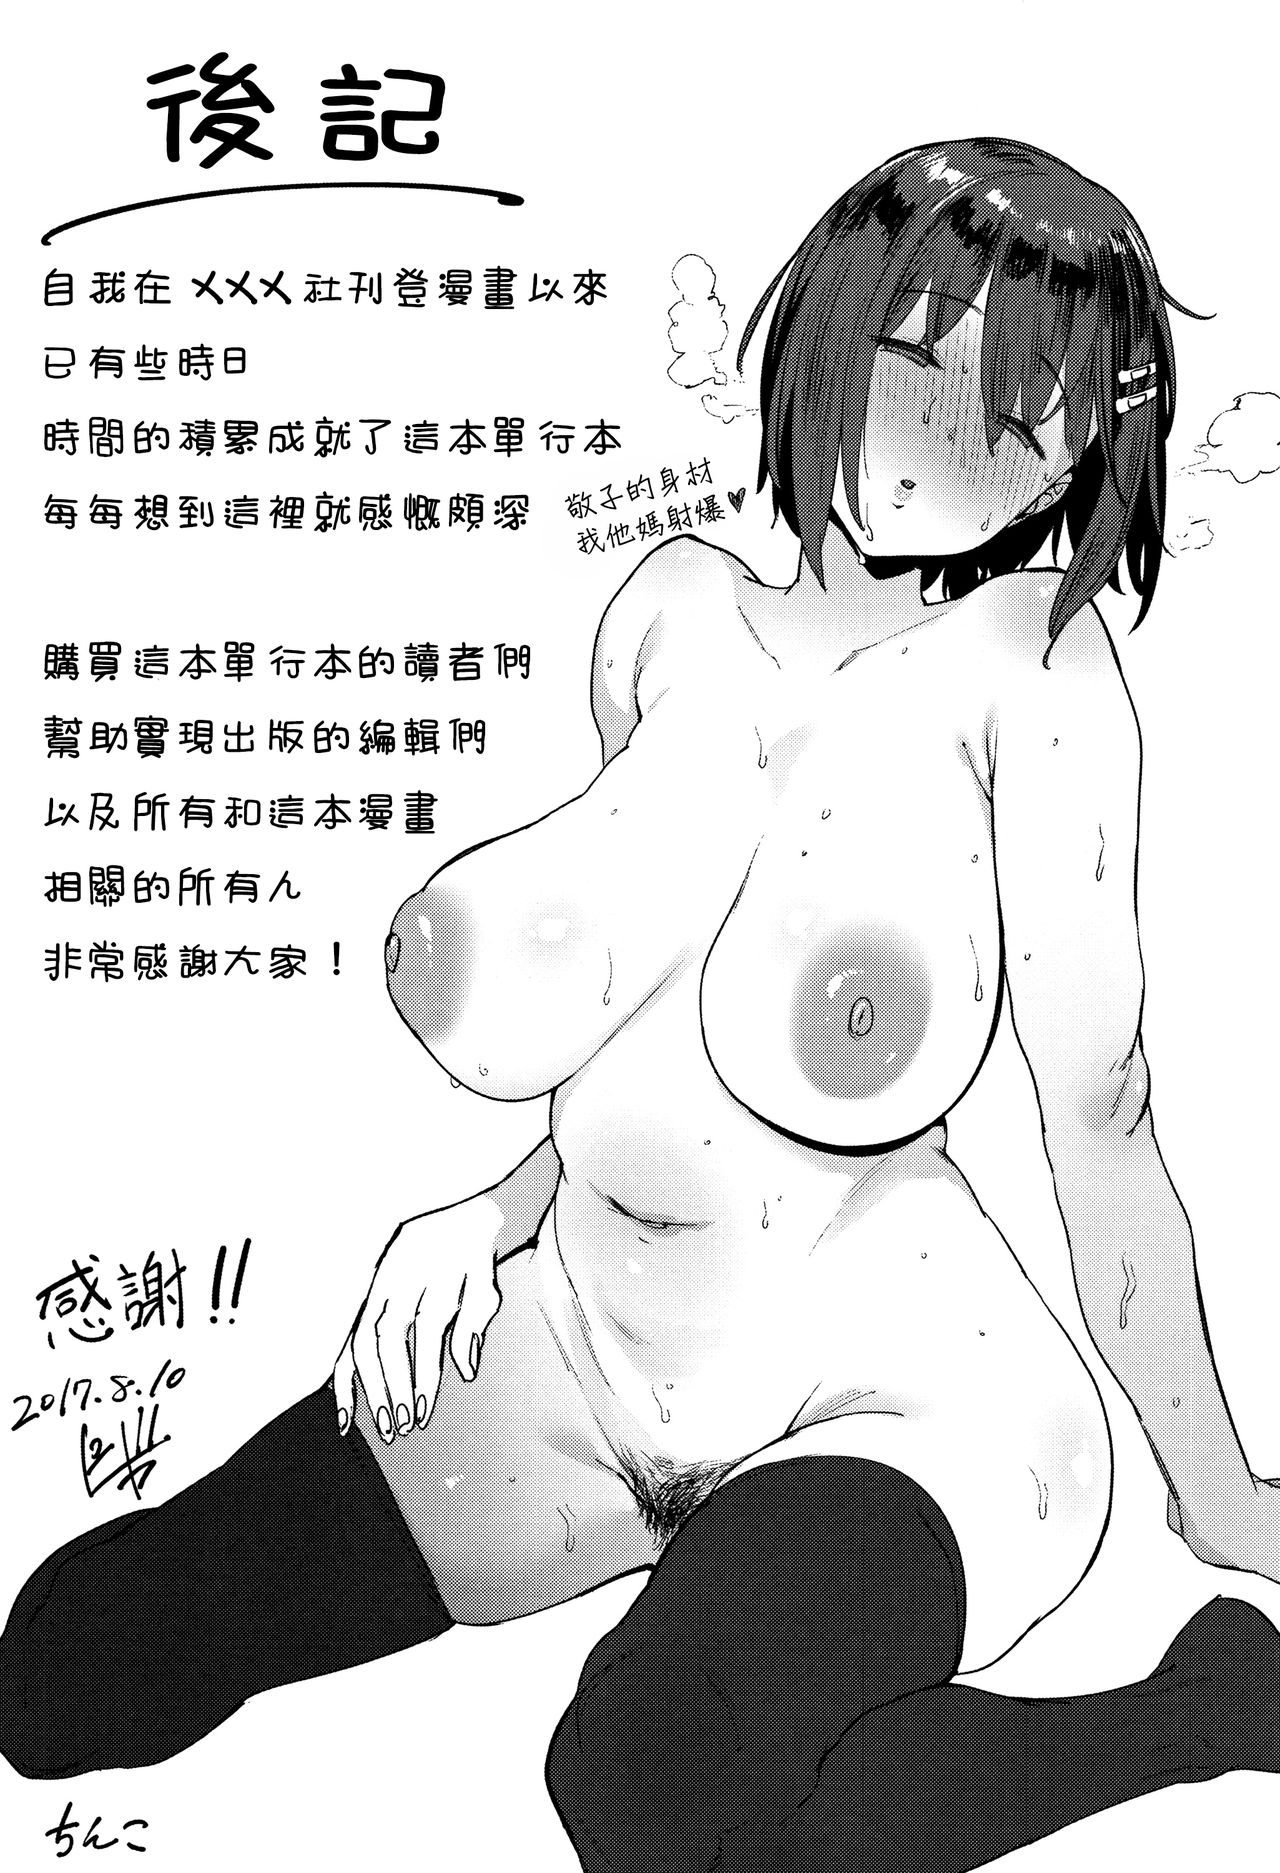 後記
自我在㐅㐅㐅社刊登漫畫以來
已有些時日
時間的積累成就了這本單行本
每每想到這裡就感慨頗深
敬子的身材
我他媽射爆♥
購買這本單行本的讀者們
幫助實現出版的編輯們
以及所有和這本漫畫
相關的所有人
非常感謝大家！
感謝!!
2017.8.10
ちんこ